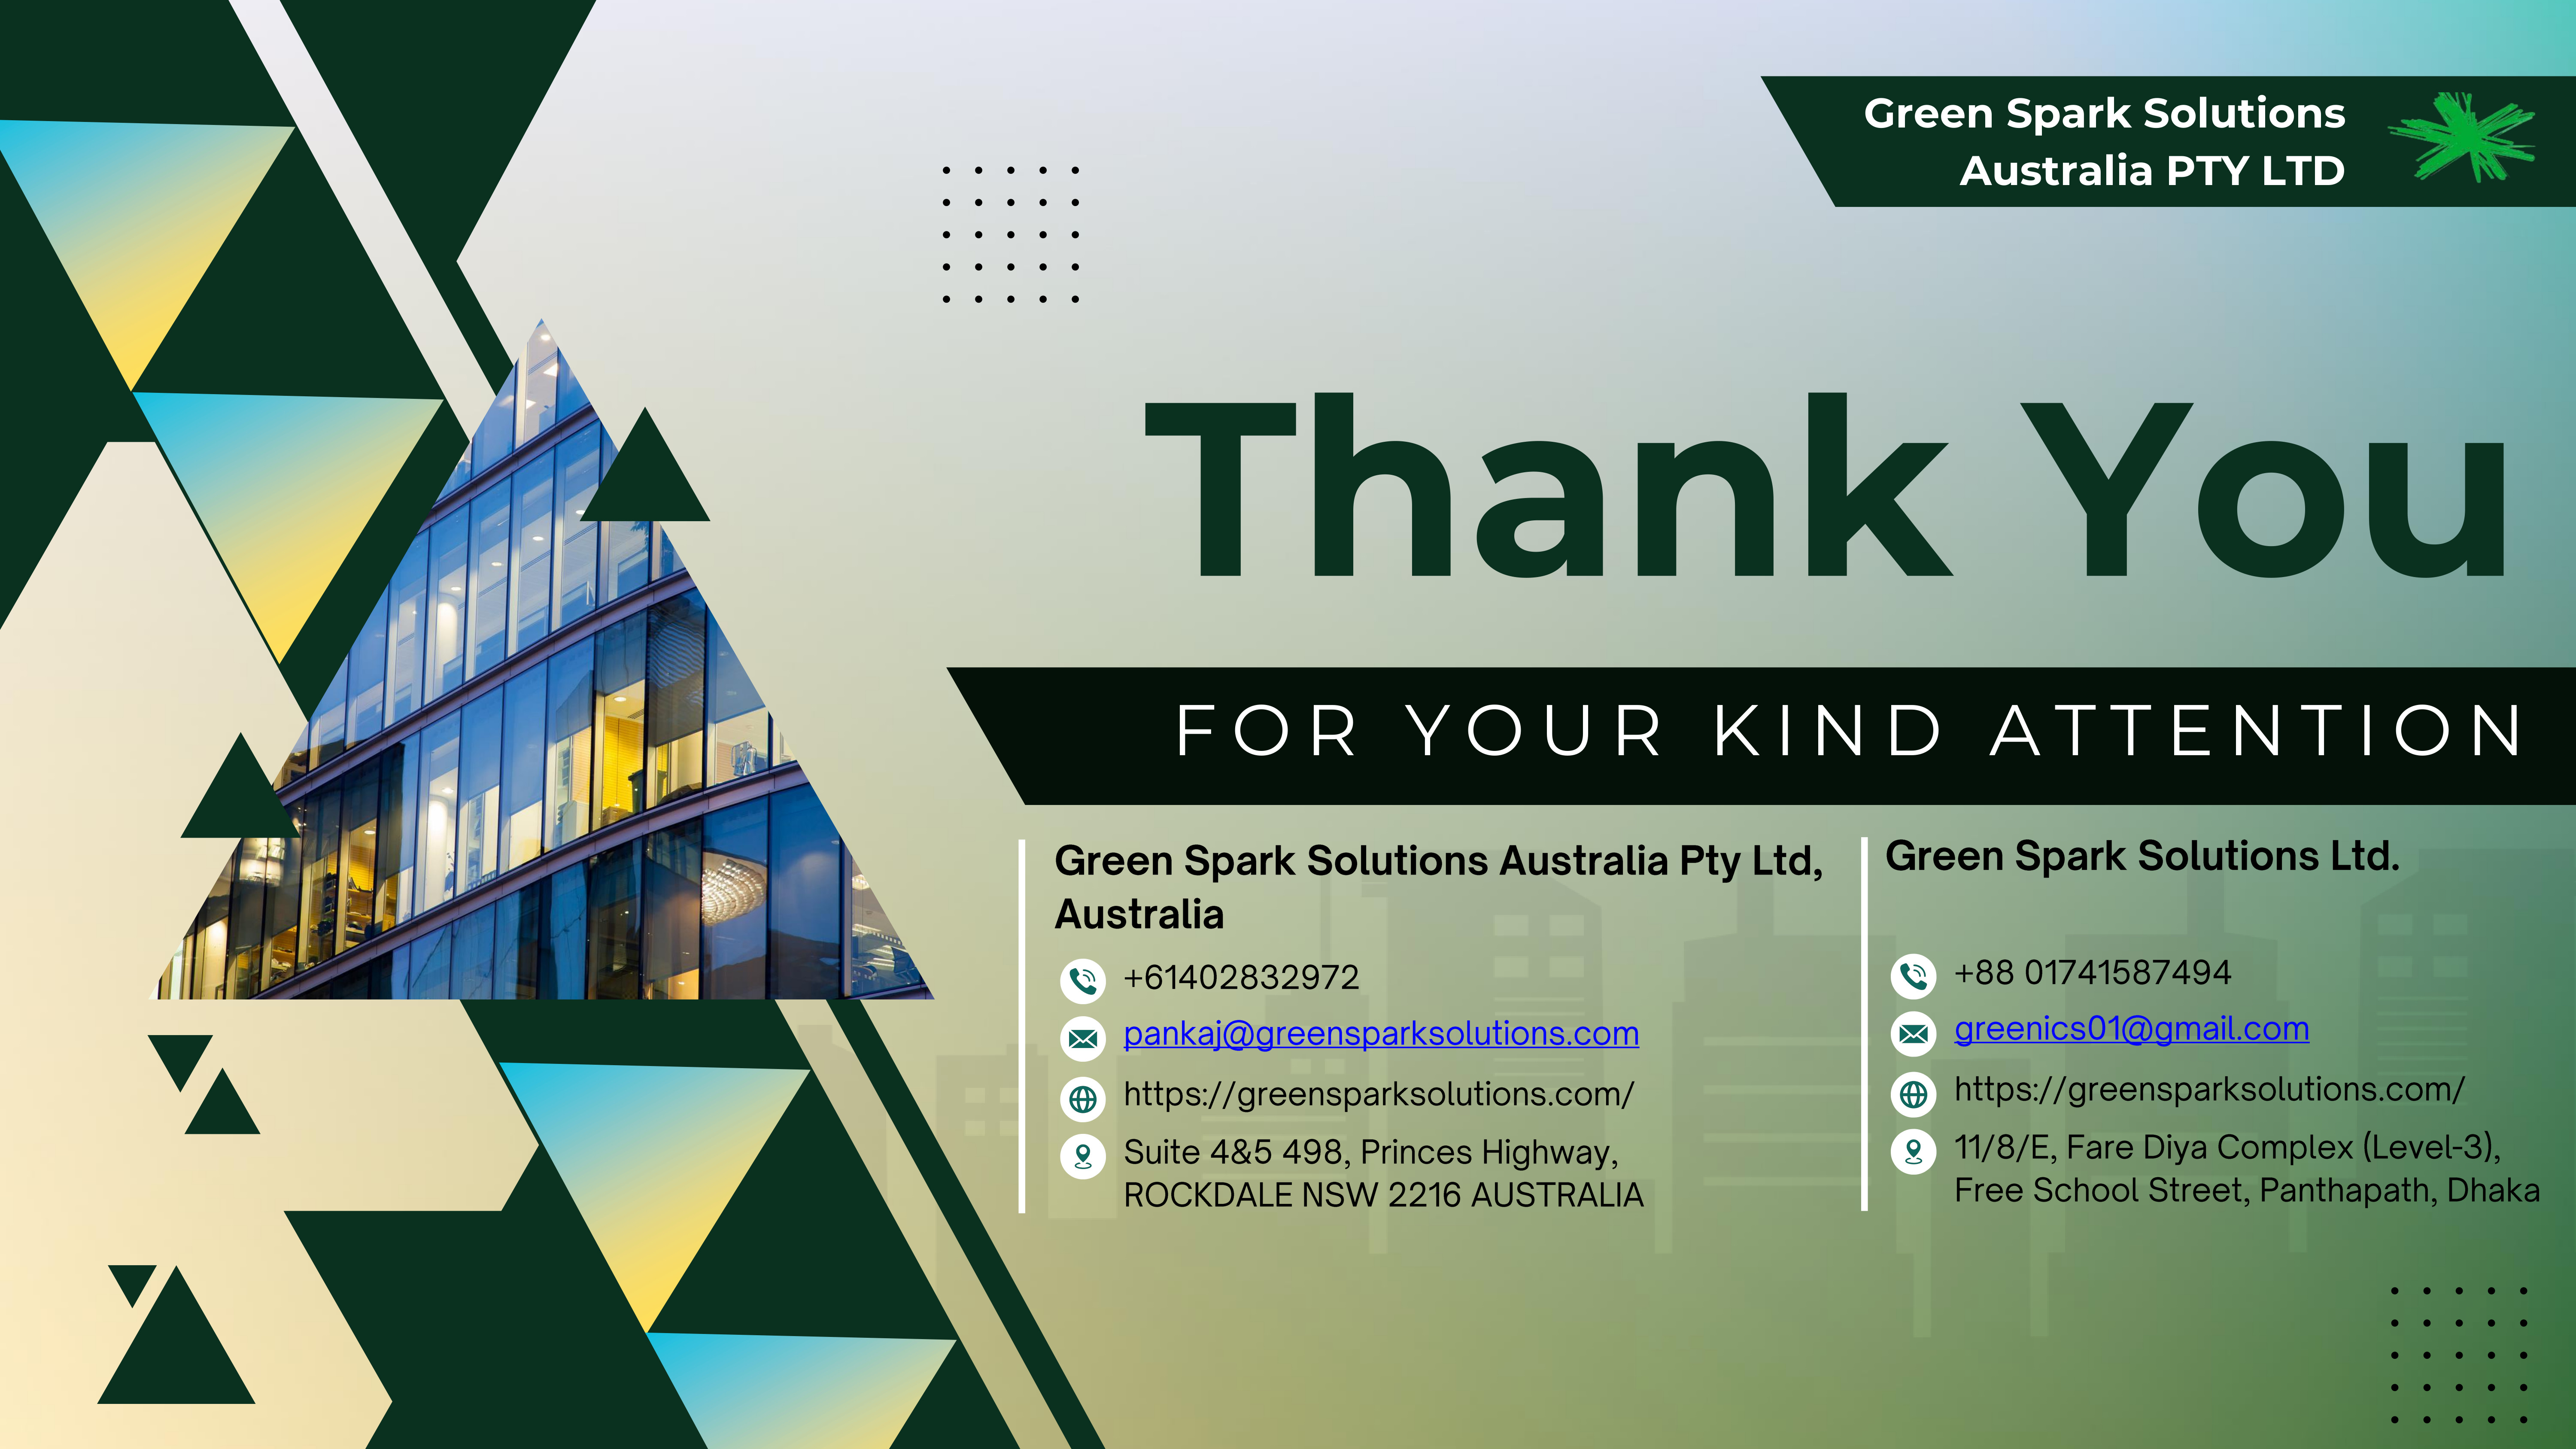 Green Spark Solutions
Australia PTY LTD
Thank You
FOR YOUR KIND ATTENTION
Green Spark Solutions Australia Pty Ltd,
Australia
+61402832972
pankaj@greensparksolutions.com
https://greensparksolutions.com/
Suite 4&5 498, Princes Highway,
ROCKDALE NSW 2216 AUSTRALIA
Green Spark Solutions Ltd.
+88 01741587494
greenics01@gmail.com
https://greensparksolutions.com/
11/8/E, Fare Diya Complex (Level-3),
Free School Street, Panthapath, Dhaka